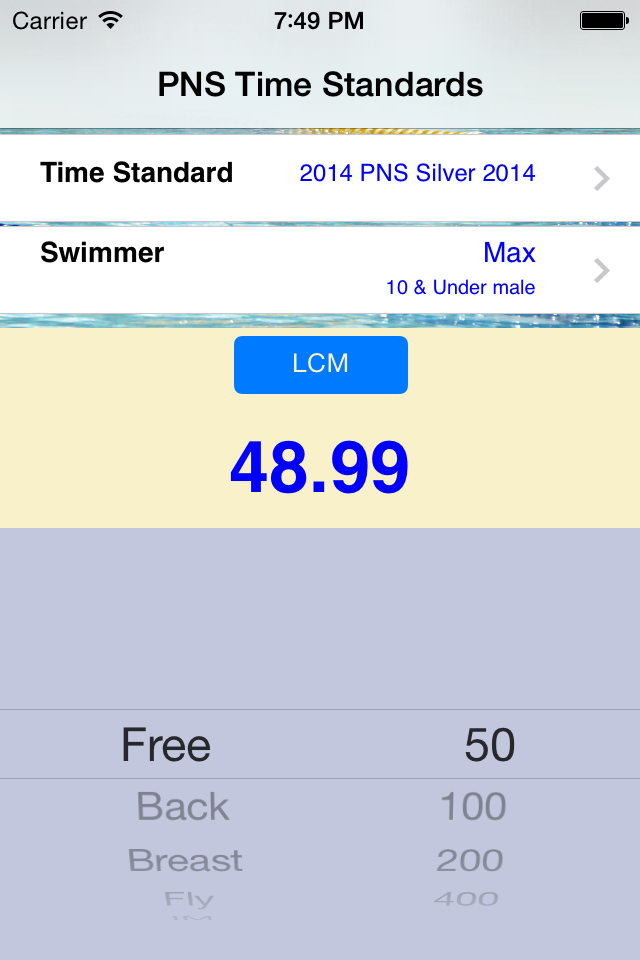 Carrier 7:49 PM
PNS Time Standards
Time Standard 2014 PNS Silver 2014
Swimmer Max
10 & Under male
LCM
48.99
Free 50
Back 100
Breast 200
Fly 400
IM